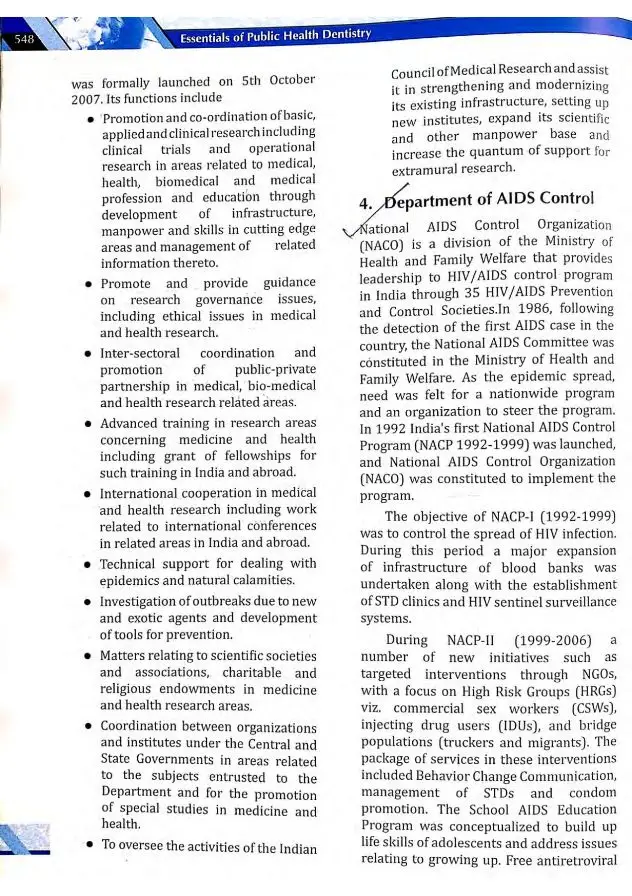 548
Essentials of Public Health Dentistry
was formally launched on 5th October
2007. Its functions include
• Promotion and co-ordination of basic,
applied and clinical research including
clinical trials and operational
research in areas related to medical,
health, biomedical and medical
profession and education through
development of infrastructure,
manpower and skills in cutting edge
areas and management of related
information thereto.
• Promote and provide guidance
on research governance issues,
including ethical issues in medical
and health research.
• Inter-sectoral coordination and
promotion of public-private
partnership in medical, bio-medical
and health research related areas.
• Advanced training in research areas
concerning medicine and health
including grant of fellowships for
such training in India and abroad.
• International cooperation in medical
and health research including work
related to international conferences
in related areas in India and abroad.
• Technical support for dealing with
epidemics and natural calamities.
• Investigation of outbreaks due to new
and exotic agents and development
of tools for prevention.
• Matters relating to scientific societies
and associations, charitable and
religious endowments in medicine
and health research areas.
• Coordination between organizations
and institutes under the Central and
State Governments in areas related
to the subjects entrusted to the
Department and for the promotion
of special studies in medicine and
health.
• To oversee the activities of the Indian
Council of Medical Research and assist
it in strengthening and modernizing
its existing infrastructure, setting up
new institutes, expand its scientific
and other manpower base and
increase the quantum of support for
extramural research.
4. Department of AIDS Control
National AIDS Control Organization
(NACO) is a division of the Ministry of
Health and Family Welfare that provides
leadership to HIV/AIDS control program
in India through 35 HIV/AIDS Prevention
and Control Societies.In 1986, following
the detection of the first AIDS case in the
country, the National AIDS Committee was
constituted in the Ministry of Health and
Family Welfare. As the epidemic spread,
need was felt for a nationwide program
and an organization to steer the program.
In 1992 India's first National AIDS Control
Program (NACP 1992-1999) was launched,
and National AIDS Control Organization
(NACO) was constituted to implement the
program.
The objective of NACP-I (1992-1999)
was to control the spread of HIV infection.
During this period a major expansion
of infrastructure of blood banks was
undertaken along with the establishment
of STD clinics and HIV sentinel surveillance
systems.
During NACP-II (1999-2006) a
number of new initiatives such as
targeted interventions through NGOs,
with a focus on High Risk Groups (HRGs)
viz. commercial sex workers (CSWs),
injecting drug users (IDUs), and bridge
populations (truckers and migrants). The
package of services in these interventions
included Behavior Change Communication,
management of STDs and condom
promotion. The School AIDS Education
Program was conceptualized to build up
life skills of adolescents and address issues
relating to growing up. Free antiretroviral